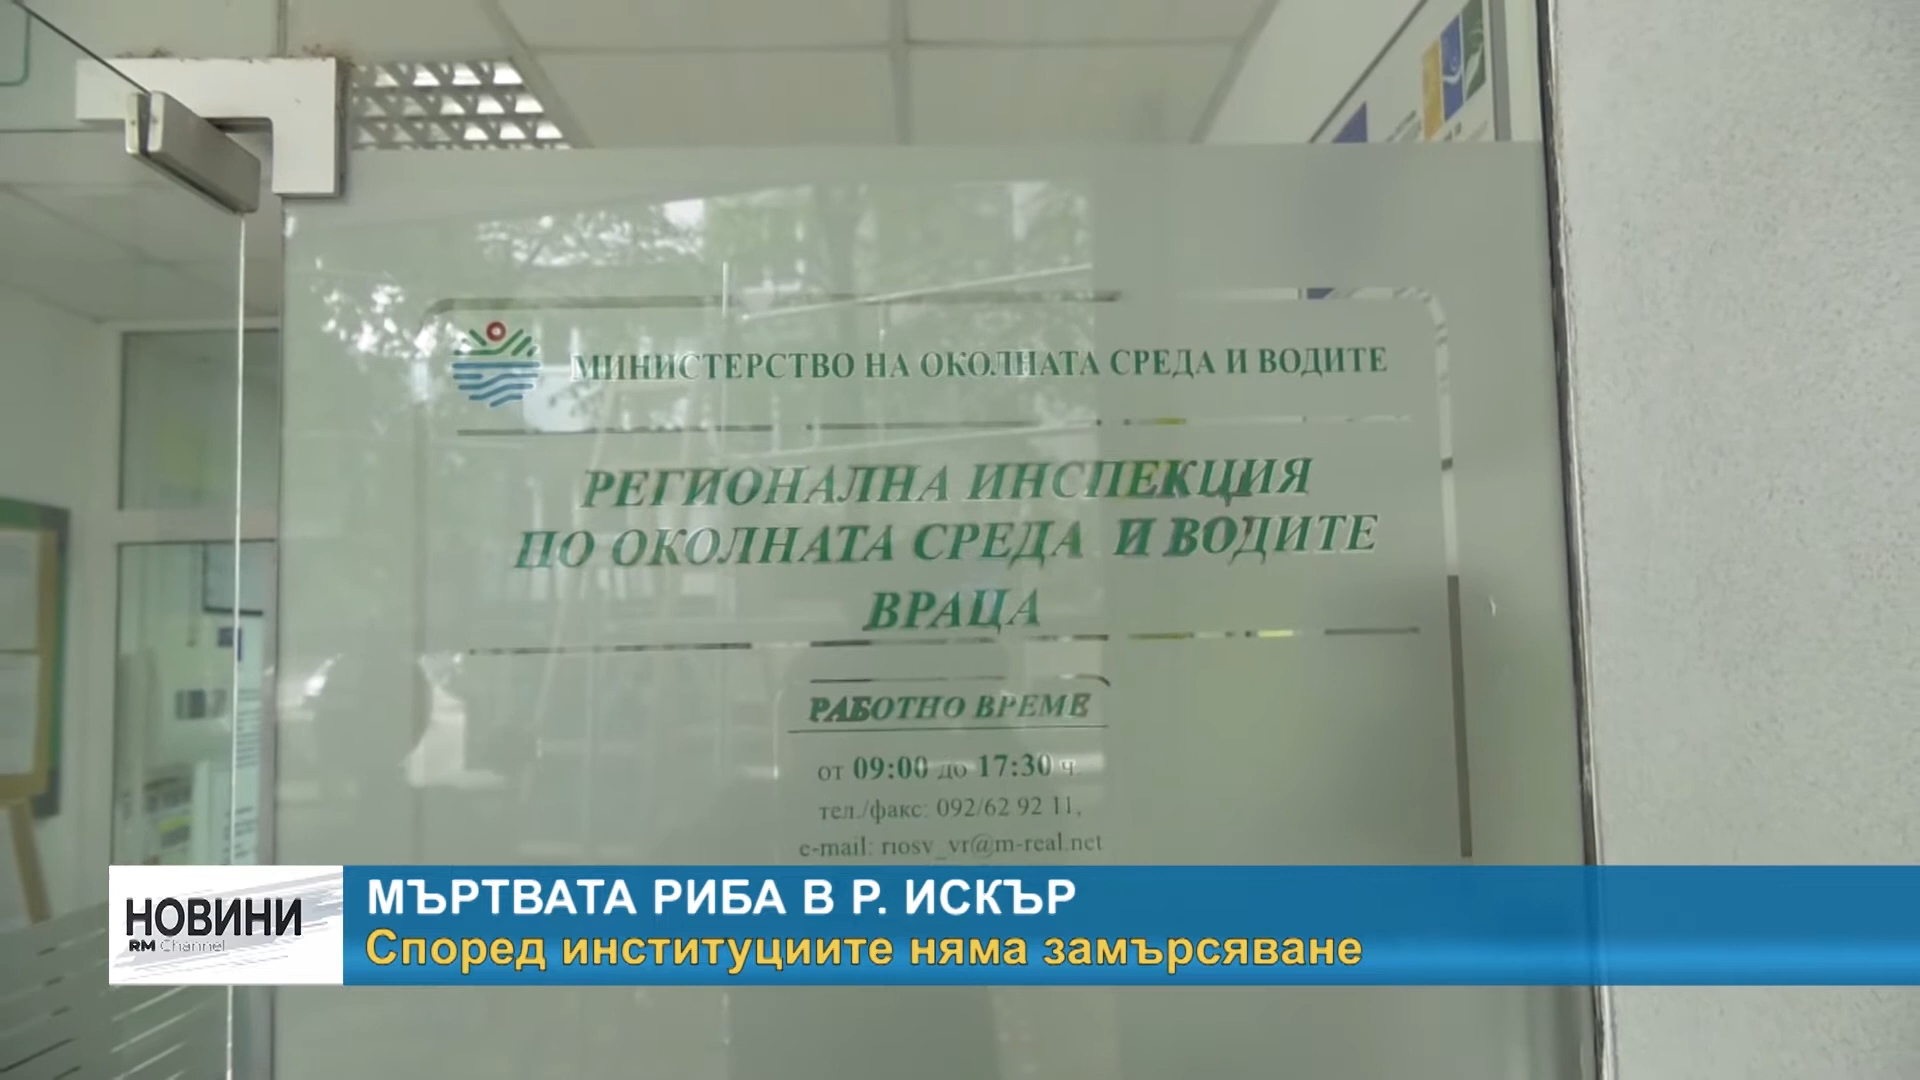 МИНИСТЕРСТВО НА ОКОЛНАТА СРЕДА И ВОДИТЕ
РЕГИОНАЛНА ИНСПЕКЦИЯ
ПО ОКОЛНАТА СРЕДА И ВОДИТЕ
ВРАЦА
РАБОТНО ВРЕМЕ
от 09:00 до 17:30 ч.
тел./факс: 092/62 92 11,
e-mail: riosv_vr@m-real.net
НОВИНИ
RM Channel
МЪРТВАТА РИБА В Р. ИСКЪР
Според институциите няма замърсяване